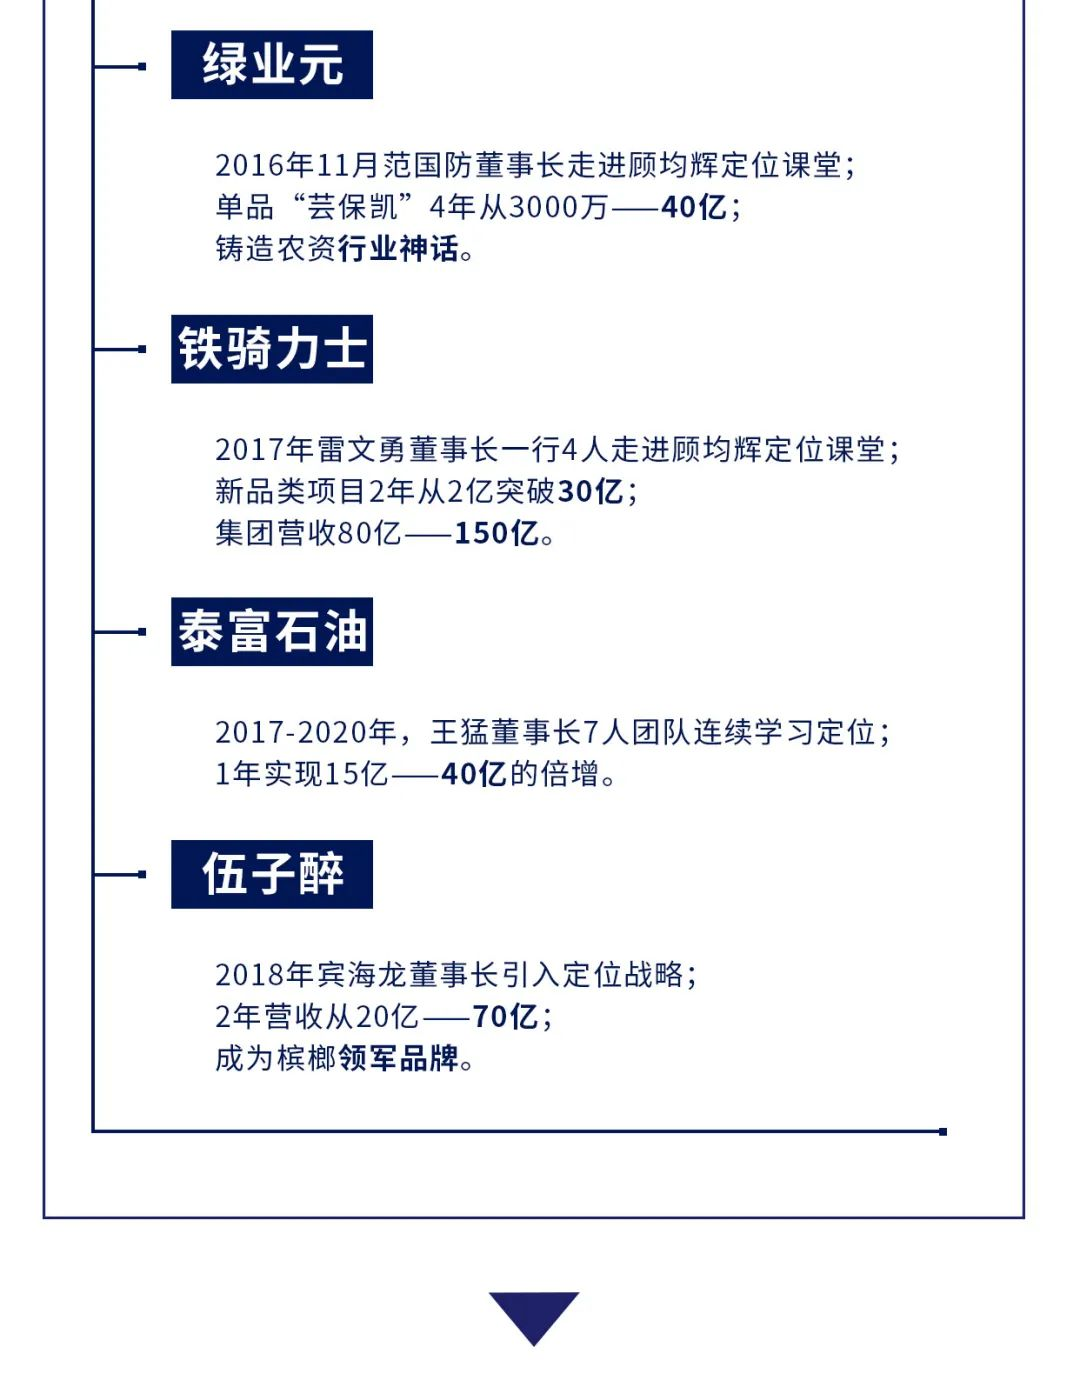 绿业元
2016年11月范国防董事长走进顾均辉定位课堂；
单品“芸保凯”4年从3000万——40亿；
铸造农资行业神话。
铁骑力士
2017年雷文勇董事长一行4人走进顾均辉定位课堂；
新品类项目2年从2亿突破30亿；
集团营收80亿——150亿。
泰富石油
2017-2020年，王猛董事长7人团队连续学习定位；
1年实现15亿——40亿的倍增。
伍子醉
2018年宾海龙董事长引入定位战略；
2年营收从20亿——70亿；
成为槟榔领军品牌。